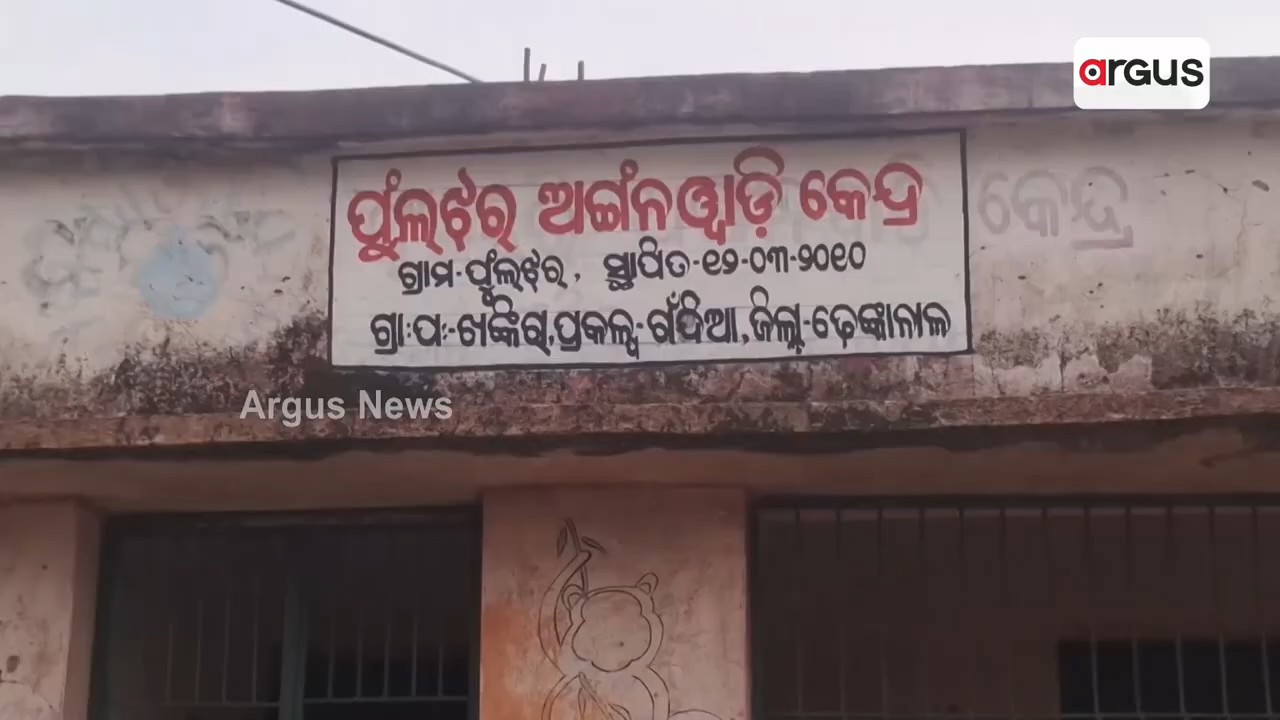 argus
ଫୁଲଝର ଅଙ୍ଗନୱାଡ଼ି କେନ୍ଦ୍ର
କେନ୍ଦ୍ର
ଗ୍ରାମ-ଫୁଲଝର, ସ୍ଥାପିତ-୧୨-୦୩-୨୦୧୦
ଗ୍ରା:ପ:-ଖଙ୍କିରା,ପ୍ରକଳ୍ପ-ଗଁଦିଆ,ଜିଲ୍ଲା-ଢେଙ୍କାନାଳ
Argus News